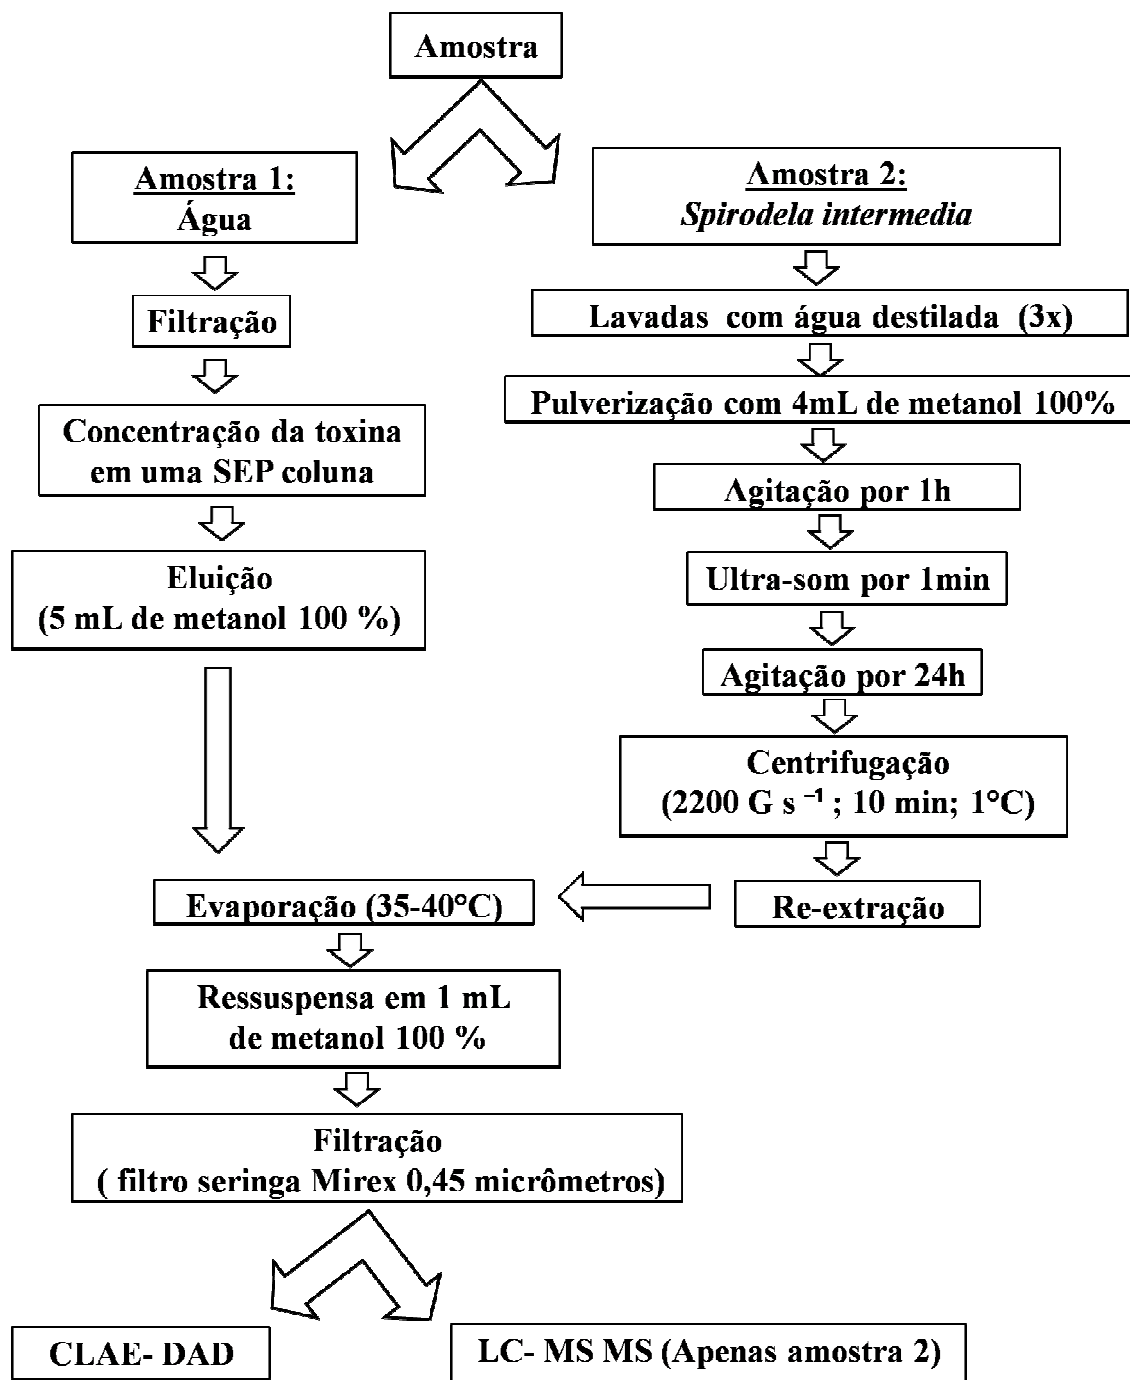 Amostra
Amostra 1:
Água
Filtração
Concentração da toxina
em uma SEP coluna
Eluição
(5 mL de metanol 100 %)
Amostra 2:
Spirodela intermedia
Lavadas com água destilada (3x)
Pulverização com 4mL de metanol 100%
Agitação por 1h
Ultra-som por 1min
Agitação por 24h
Centrifugação
(2200 G s ⁻¹ ; 10 min; 1°C)
Re-extração
Evaporação (35-40°C)
Ressuspensa em 1 mL
de metanol 100 %
Filtração
( filtro seringa Mirex 0,45 micrômetros)
CLAE- DAD
LC- MS MS (Apenas amostra 2)